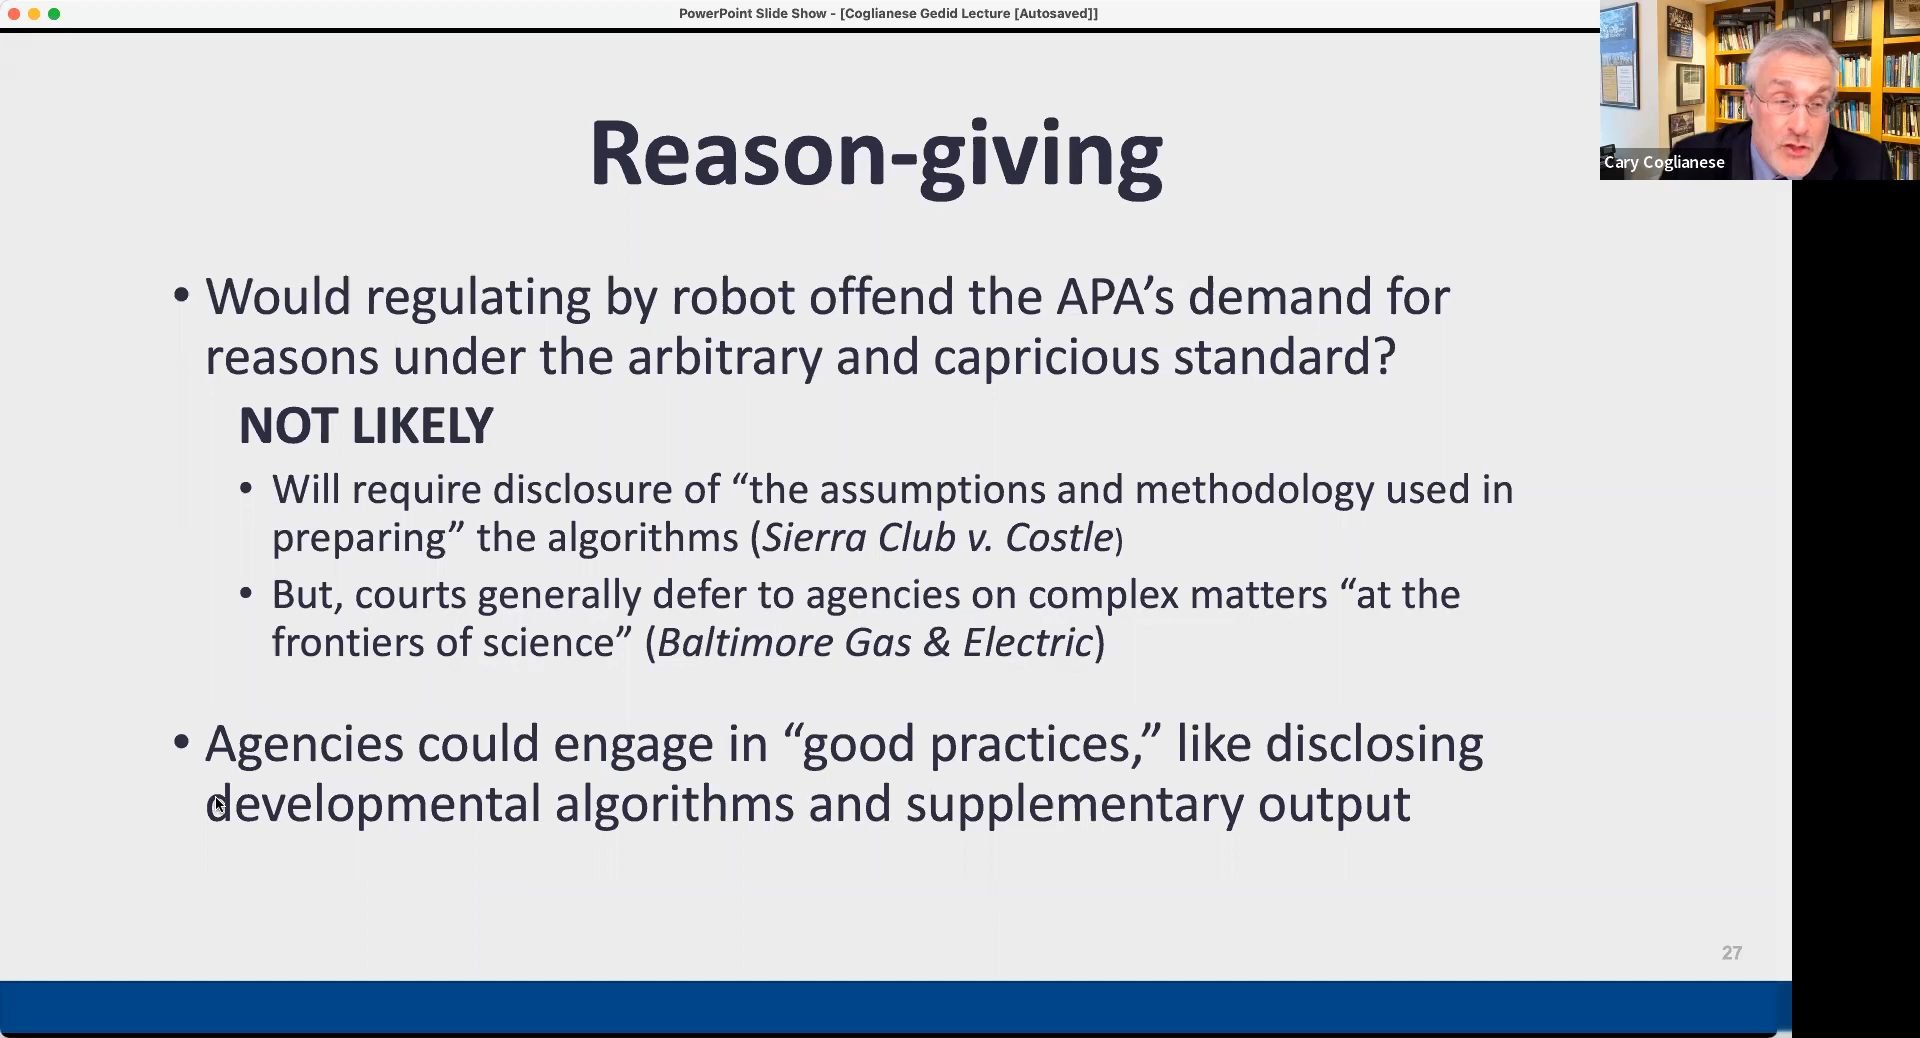 PowerPoint Slide Show - [Coglianese Gedid Lecture [Autosaved]]
Cary Coglianese
Reason-giving
• Would regulating by robot offend the APA’s demand for
reasons under the arbitrary and capricious standard?
NOT LIKELY
• Will require disclosure of “the assumptions and methodology used in
preparing” the algorithms (Sierra Club v. Costle)
• But, courts generally defer to agencies on complex matters “at the
frontiers of science” (Baltimore Gas & Electric)
• Agencies could engage in “good practices,” like disclosing
developmental algorithms and supplementary output
27